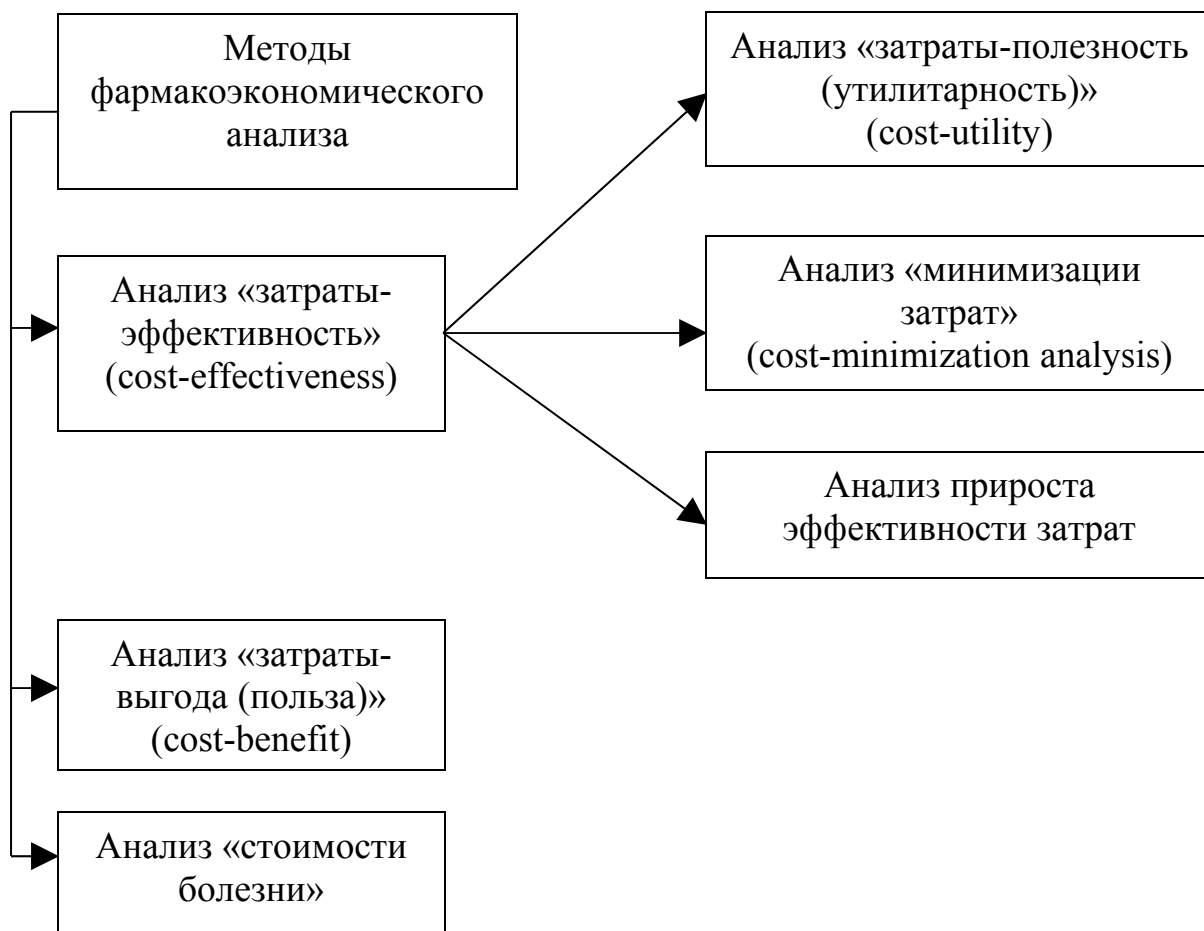 Методы
фармакоэкономического
анализа
Анализ «затраты-полезность
(утилитарность)»
(cost-utility)
Анализ «затраты-
эффективность»
(cost-effectiveness)
Анализ «минимизации
затрат»
(cost-minimization analysis)
Анализ прироста
эффективности затрат
Анализ «затраты-
выгода (польза)»
(cost-benefit)
Анализ «стоимости
болезни»